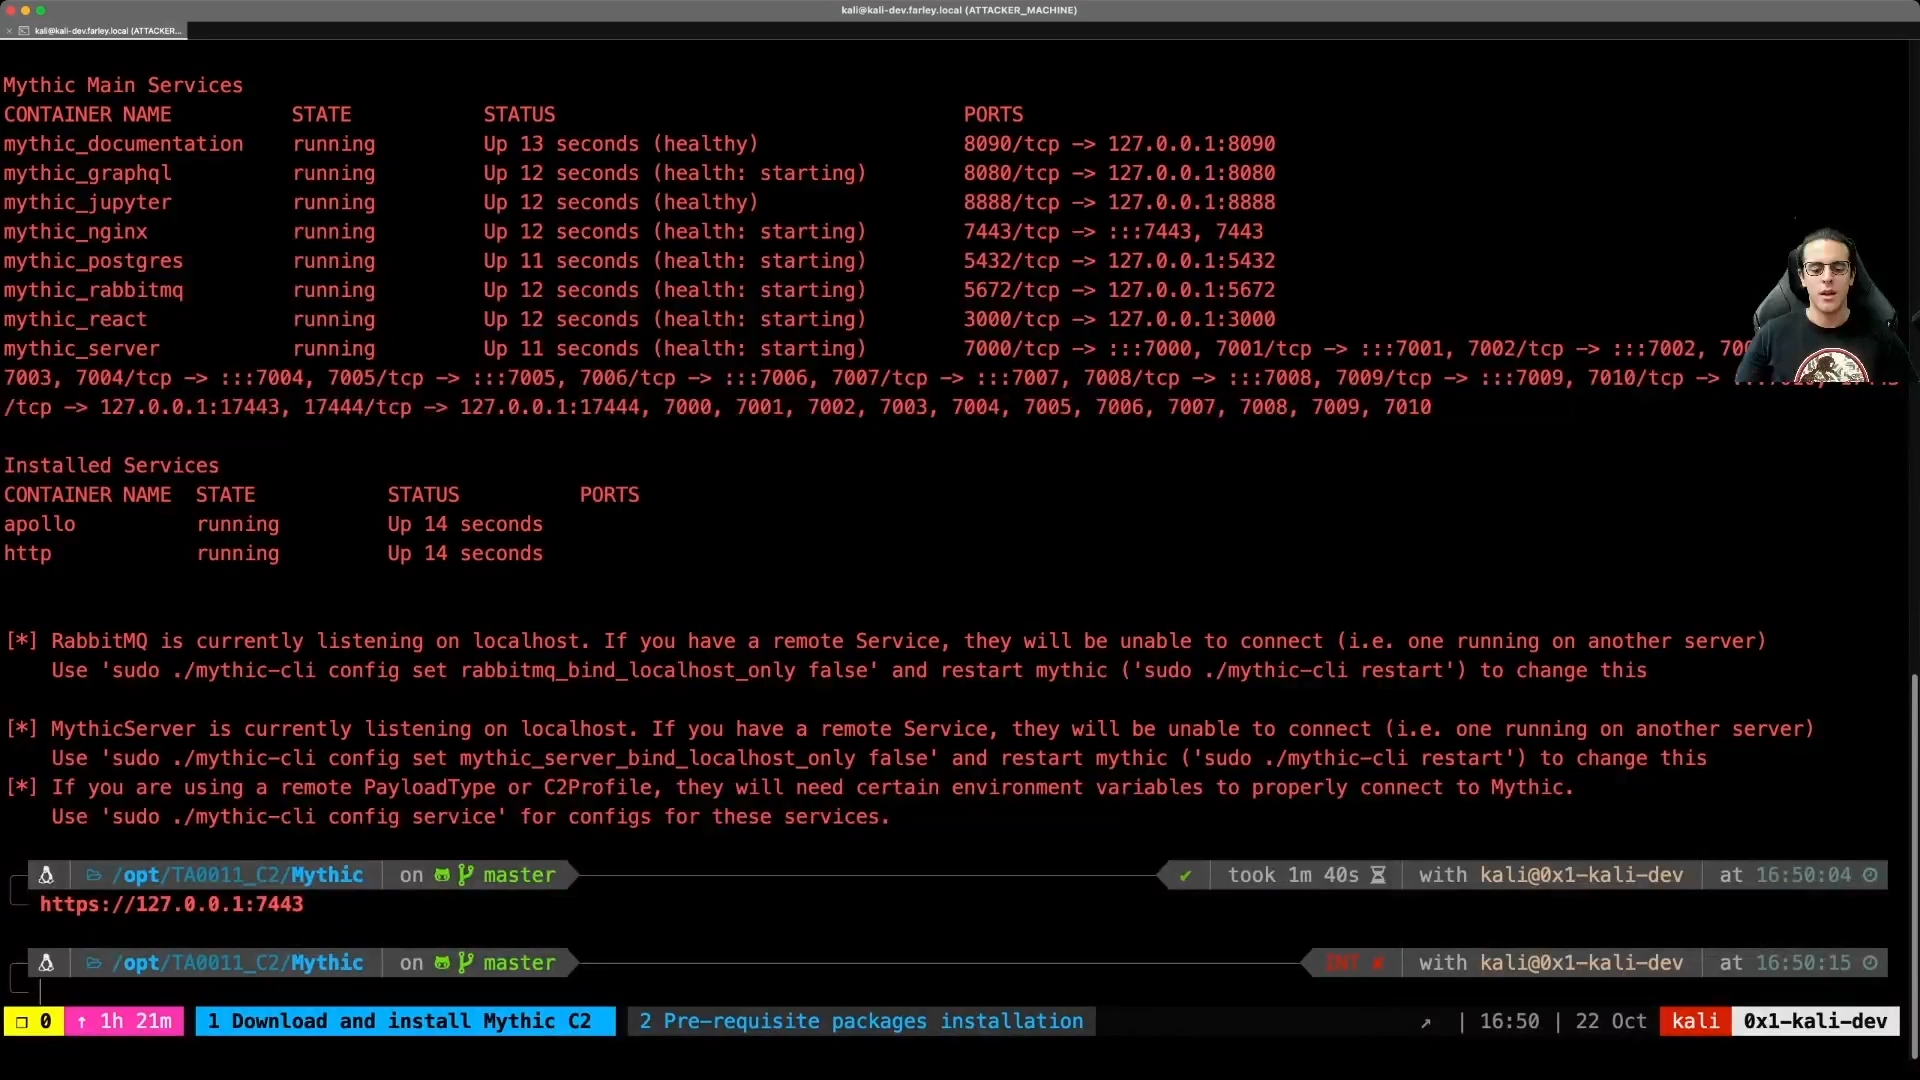 kali@kali-dev.farley.local (ATTACKER_MACHINE)
kali@kali-dev.farley.local (ATTACKER...
Mythic Main Services
CONTAINER NAME STATE STATUS PORTS
mythic_documentation running Up 13 seconds (healthy) 8090/tcp -> 127.0.0.1:8090
mythic_graphql running Up 12 seconds (health: starting) 8080/tcp -> 127.0.0.1:8080
mythic_jupyter running Up 12 seconds (healthy) 8888/tcp -> 127.0.0.1:8888
mythic_nginx running Up 12 seconds (health: starting) 7443/tcp -> :::7443, 7443
mythic_postgres running Up 11 seconds (health: starting) 5432/tcp -> 127.0.0.1:5432
mythic_rabbitmq running Up 12 seconds (health: starting) 5672/tcp -> 127.0.0.1:5672
mythic_react running Up 12 seconds (health: starting) 3000/tcp -> 127.0.0.1:3000
mythic_server running Up 11 seconds (health: starting) 7000/tcp -> :::7000, 7001/tcp -> :::7001, 7002/tcp -> :::7002,
7003, 7004/tcp -> :::7004, 7005/tcp -> :::7005, 7006/tcp -> :::7006, 7007/tcp -> :::7007, 7008/tcp -> :::7008, 7009/tcp -> :::7009, 7010/tcp ->
/tcp -> 127.0.0.1:17443, 17444/tcp -> 127.0.0.1:17444, 7000, 7001, 7002, 7003, 7004, 7005, 7006, 7007, 7008, 7009, 7010
Installed Services
CONTAINER NAME STATE STATUS PORTS
apollo running Up 14 seconds
http running Up 14 seconds
[*] RabbitMQ is currently listening on localhost. If you have a remote Service, they will be unable to connect (i.e. one running on another server)
Use 'sudo ./mythic-cli config set rabbitmq_bind_localhost_only false' and restart mythic ('sudo ./mythic-cli restart') to change this
[*] MythicServer is currently listening on localhost. If you have a remote Service, they will be unable to connect (i.e. one running on another server)
Use 'sudo ./mythic-cli config set mythic_server_bind_localhost_only false' and restart mythic ('sudo ./mythic-cli restart') to change this
[*] If you are using a remote PayloadType or C2Profile, they will need certain environment variables to properly connect to Mythic.
Use 'sudo ./mythic-cli config service' for configs for these services.
/opt/TA0011_C2/Mythic on master ✔ took 1m 40s with kali@0x1-kali-dev at 16:50:04
https://127.0.0.1:7443
/opt/TA0011_C2/Mythic on master INT ✘ with kali@0x1-kali-dev at 16:50:15
❐ 0 ↑ 1h 21m 1 Download and install Mythic C2 2 Pre-requisite packages installation ↗ | 16:50 | 22 Oct kali 0x1-kali-dev